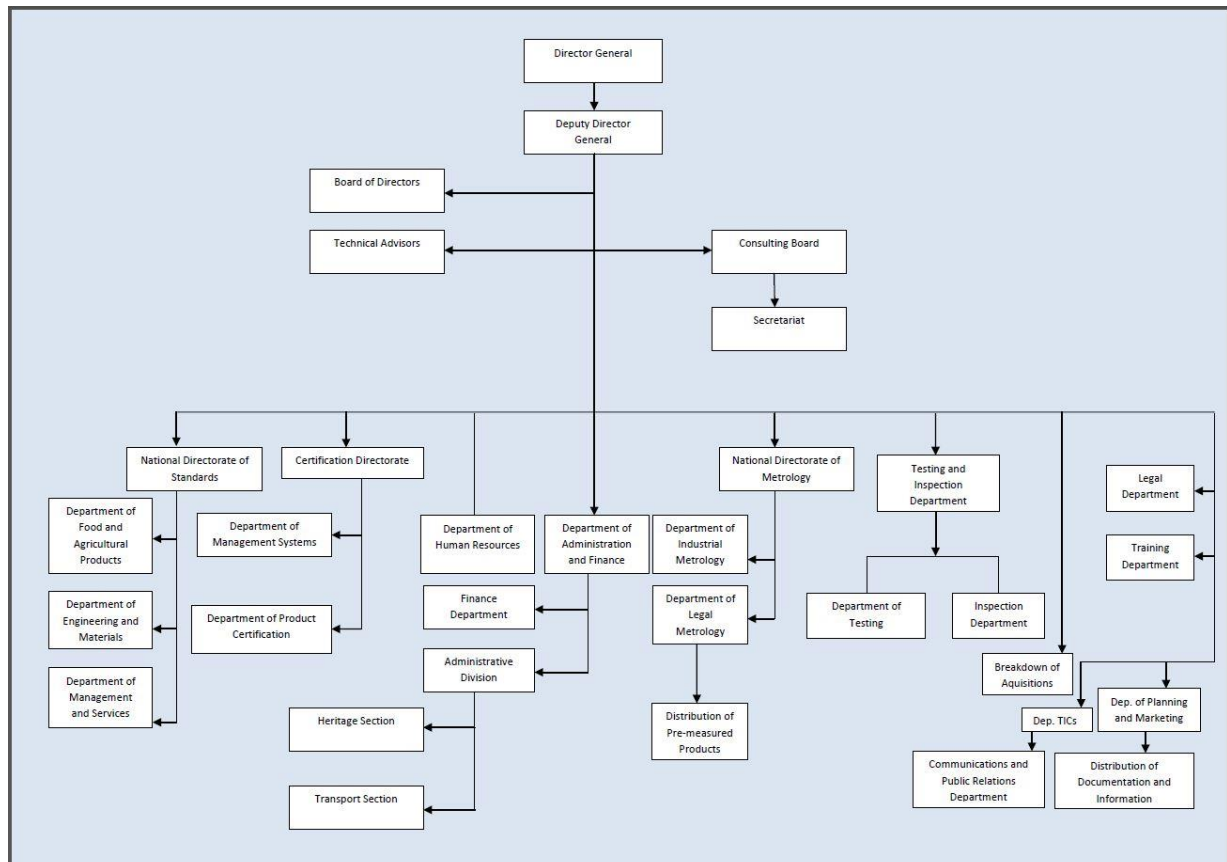 Director General
Deputy Director
General
Board of Directors
Technical Advisors
Consulting Board
Secretariat
National Directorate of
Standards
Certification Directorate
National Directorate of
Metrology
Testing and
Inspection
Department
Legal
Department
Department of
Food and
Agricultural
Products
Department of
Management Systems
Department of
Human Resources
Department of
Administration
and Finance
Department of
Industrial
Metrology
Training
Department
Department of
Engineering and
Materials
Department of Product
Certification
Finance
Department
Department of
Legal
Metrology
Department of
Testing
Inspection
Department
Department of
Management
and Services
Administrative
Division
Breakdown of
Aquisitions
Heritage Section
Distribution of
Pre-measured
Products
Dep. TICs
Dep. of Planning
and Marketing
Transport Section
Communications and
Public Relations
Department
Distribution of
Documentation and
Information